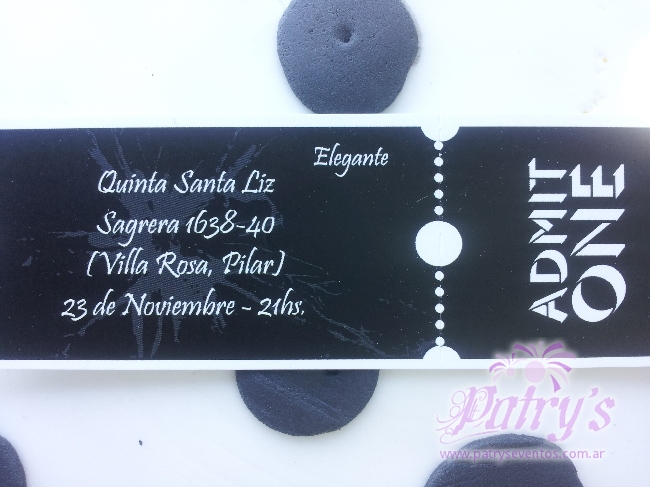 Elegante
Quinta Santa Liz
Sagrera 1638-40
(Villa Rosa, Pilar)
23 de Noviembre - 21hs.
ADMIT
ONE
Patry's
www.patryseventos.com.ar